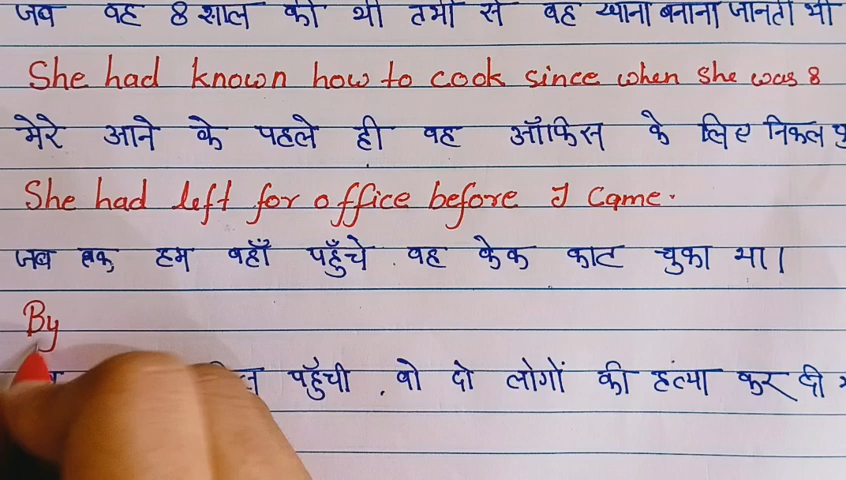 जब वह 8 शाल की थी तभी से वह खाना बनाना जानती थी
She had known how to cook since when she was 8
मेरे आने के पहले ही वह ऑफिस के लिए निकल
She had left for office before I came.
जब तक हम वहाँ पहुँचे वह केक काट चुका था।
By
पहुँची . वो दो लोगों की हत्या कर दी